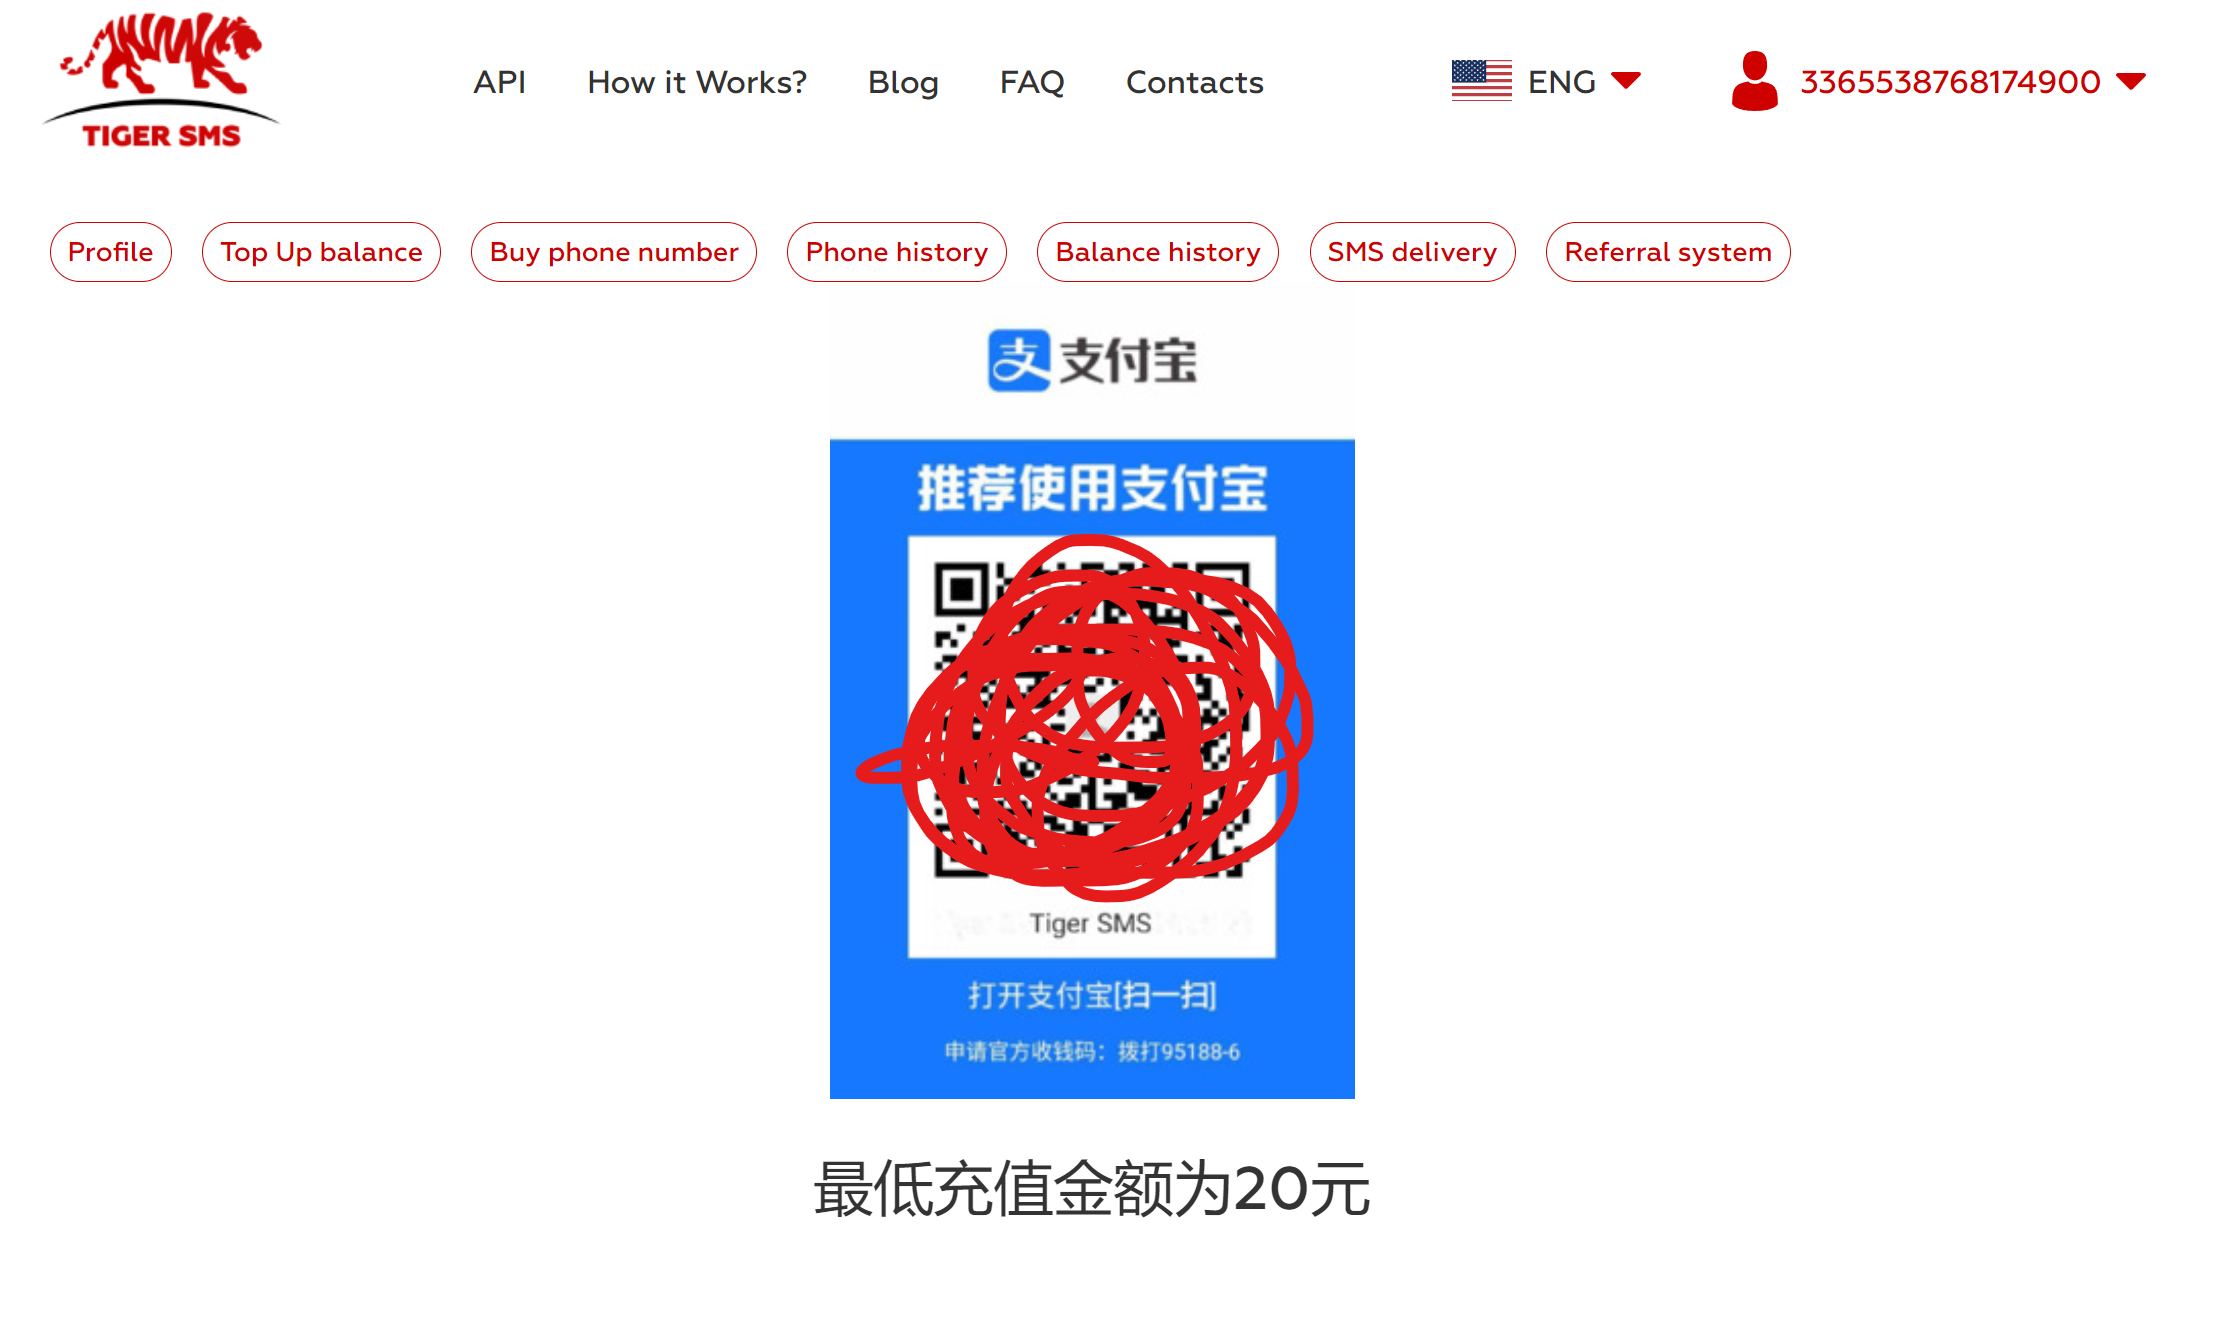 TIGER SMS
API How it Works? Blog FAQ Contacts ENG 3365538768174900
Profile Top Up balance Buy phone number Phone history Balance history SMS delivery Referral system
支 支付宝
推荐使用支付宝
Tiger SMS
打开支付宝[扫一扫]
申请官方收钱码：拨打95188-6
最低充值金额为20元